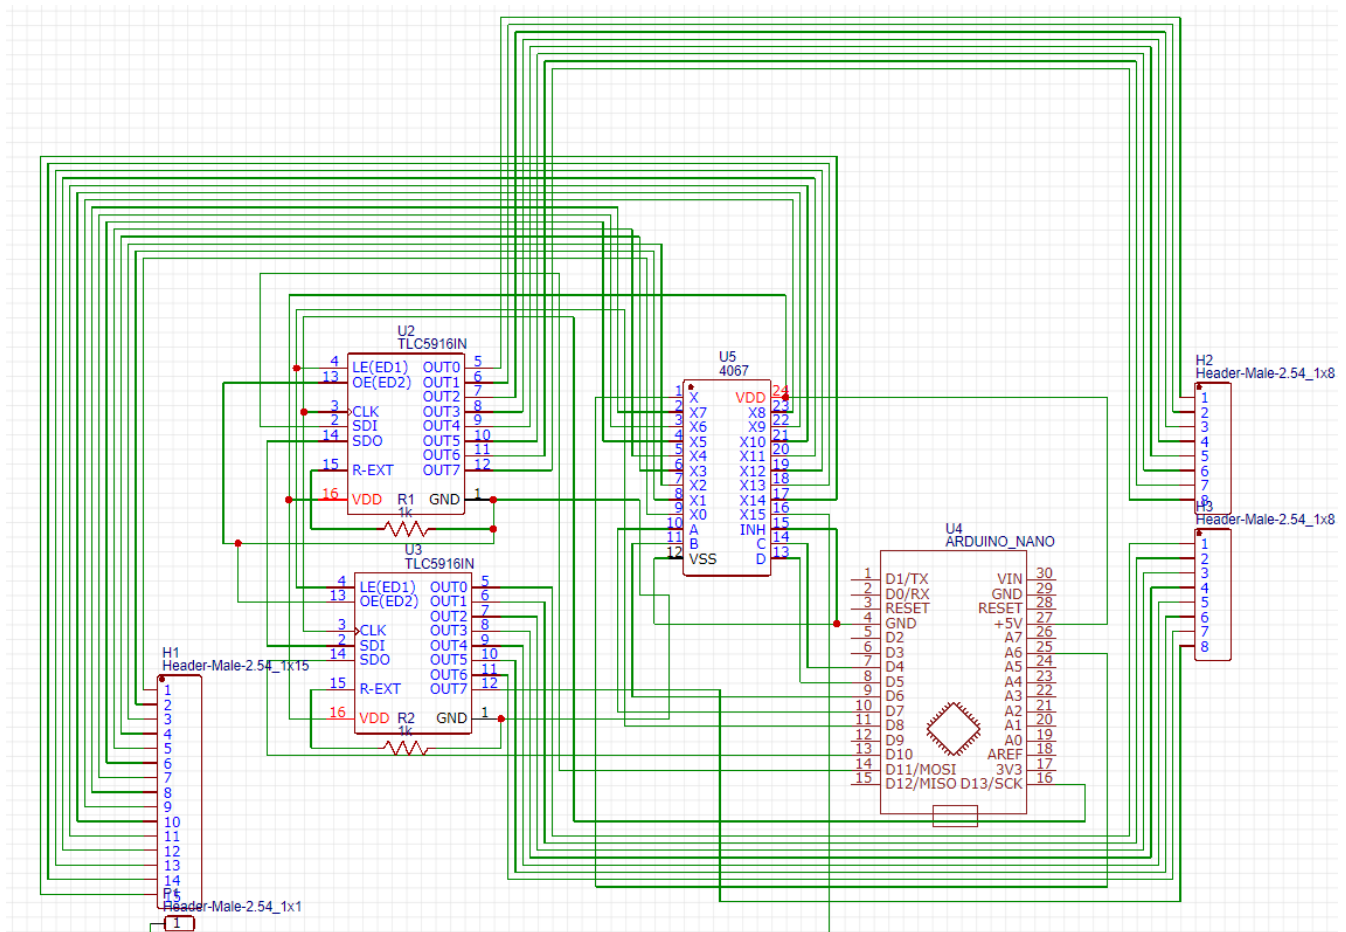 U2
TLC5916IN
4 LE(ED1) OUT0 5
13 OE(ED2) OUT1 6
OUT2 7
3 CLK OUT3 8
2 SDI OUT4 9
14 SDO OUT5 10
OUT6 11
15 R-EXT OUT7 12
16 VDD GND 1
R1
1k
U3
TLC5916IN
4 LE(ED1) OUT0 5
13 OE(ED2) OUT1 6
OUT2 7
3 CLK OUT3 8
2 SDI OUT4 9
14 SDO OUT5 10
OUT6 11
15 R-EXT OUT7 12
16 VDD GND 1
R2
1k
U5
4067
1 X VDD 24
2 X7 X8 23
3 X6 X9 22
4 X5 X10 21
5 X4 X11 20
6 X3 X12 19
7 X2 X13 18
8 X1 X14 17
9 X0 X15 16
10 A INH 15
11 B C 14
12 VSS D 13
U4
ARDUINO_NANO
1 D1/TX VIN 30
2 D0/RX GND 29
3 RESET RESET 28
4 GND +5V 27
5 D2 A7 26
6 D3 A6 25
7 D4 A5 24
8 D5 A4 23
9 D6 A3 22
10 D7 A2 21
11 D8 A1 20
12 D9 A0 19
13 D10 AREF 18
14 D11/MOSI 3V3 17
15 D12/MISO D13/SCK 16
H2
Header-Male-2.54_1x8
1
2
3
4
5
6
7
8
H3
Header-Male-2.54_1x8
1
2
3
4
5
6
7
8
H1
Header-Male-2.54_1x15
1
2
3
4
5
6
7
8
9
10
11
12
13
14
15
P1
Header-Male-2.54_1x1
1